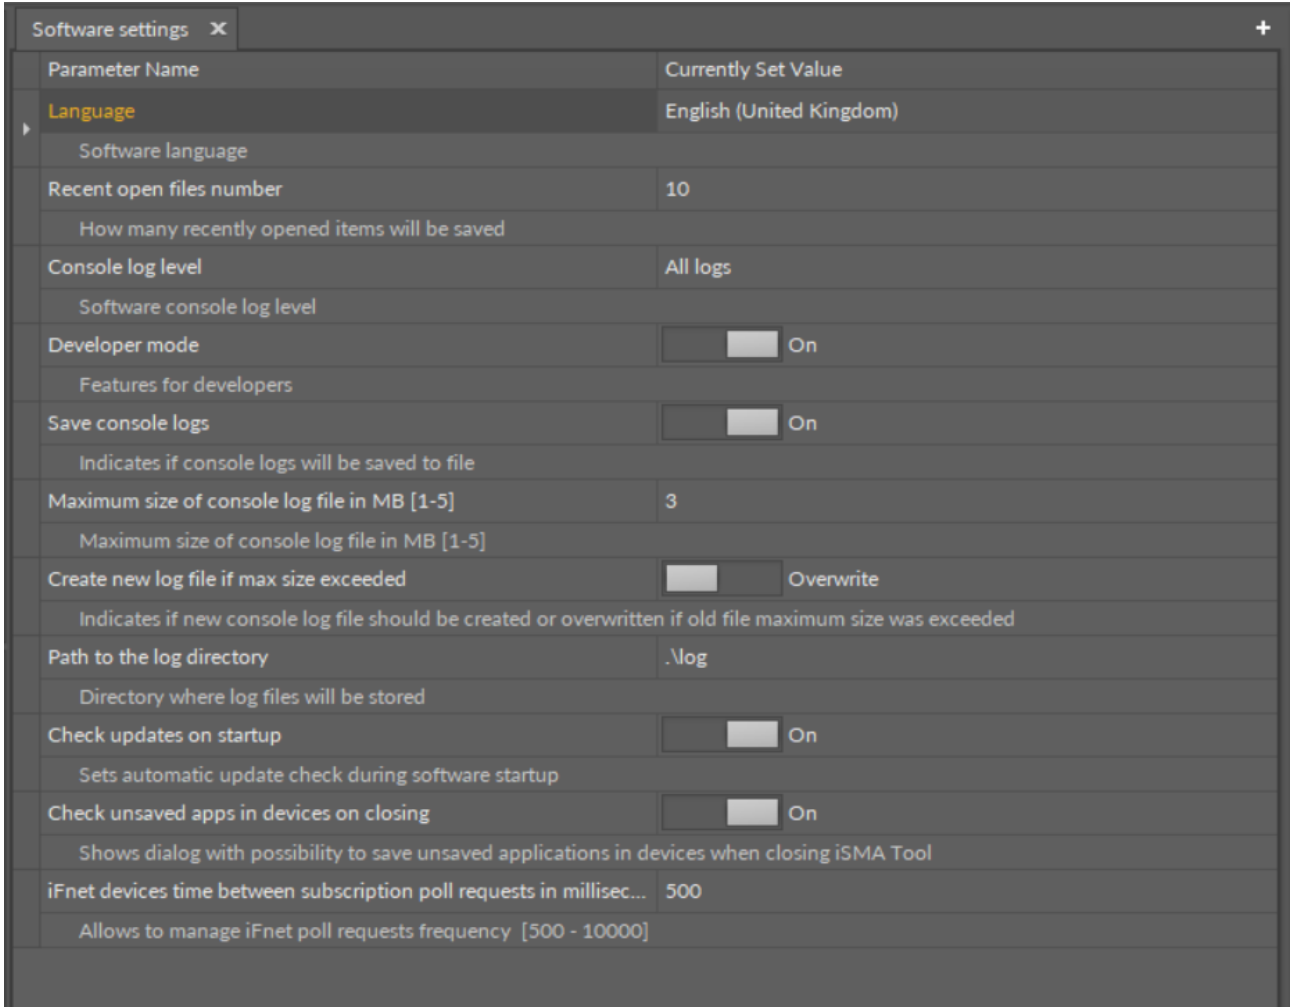 Software settings
Parameter Name Currently Set Value
Language English (United Kingdom)
Software language
Recent open files number 10
How many recently opened items will be saved
Console log level All logs
Software console log level
Developer mode On
Features for developers
Save console logs On
Indicates if console logs will be saved to file
Maximum size of console log file in MB [1-5] 3
Maximum size of console log file in MB [1-5]
Create new log file if max size exceeded Overwrite
Indicates if new console log file should be created or overwritten if old file maximum size was exceeded
Path to the log directory .\log
Directory where log files will be stored
Check updates on startup On
Sets automatic update check during software startup
Check unsaved apps in devices on closing On
Shows dialog with possibility to save unsaved applications in devices when closing iSMA Tool
iFnet devices time between subscription poll requests in millisec... 500
Allows to manage iFnet poll requests frequency [500 - 10000]